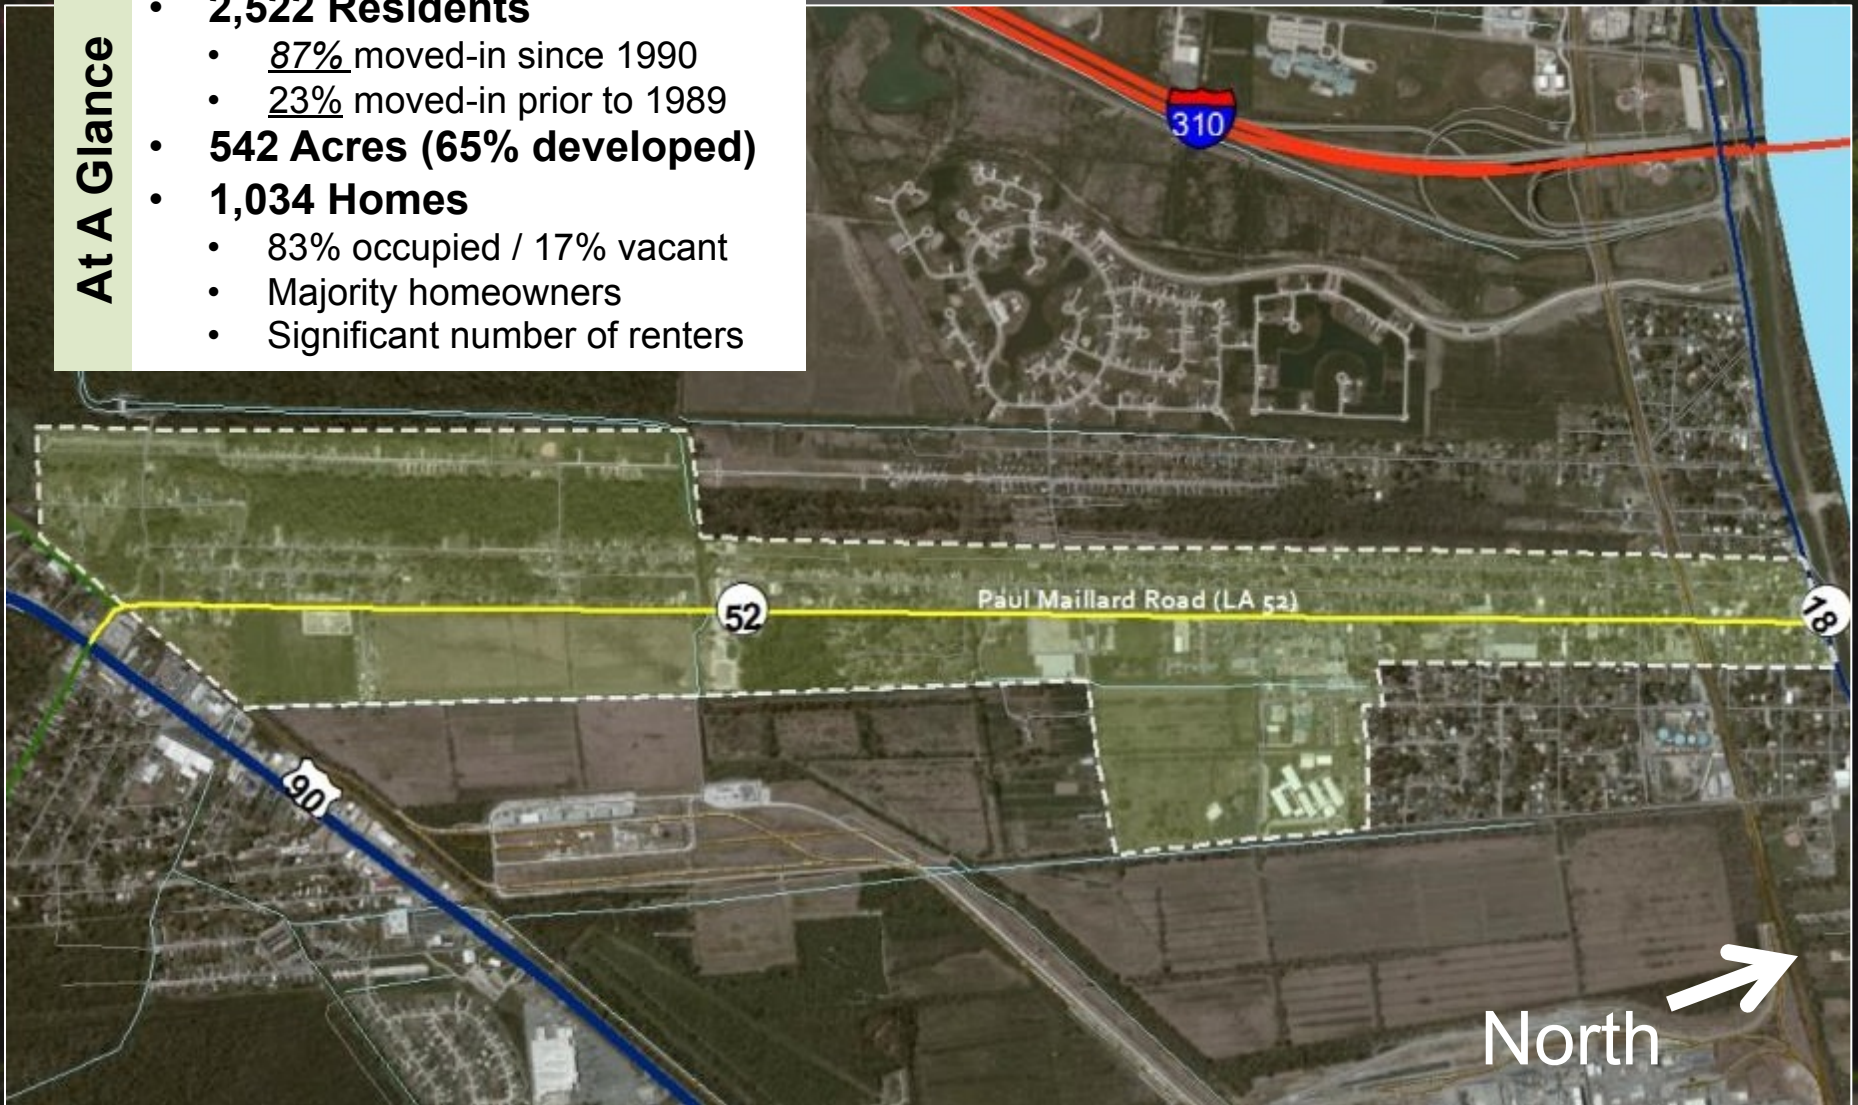 At A Glance
• 2,522 Residents
• 87% moved-in since 1990
• 23% moved-in prior to 1989
• 542 Acres (65% developed)
• 1,034 Homes
• 83% occupied / 17% vacant
• Majority homeowners
• Significant number of renters
310
Paul Maillard Road (LA 52)
52
18
90
North